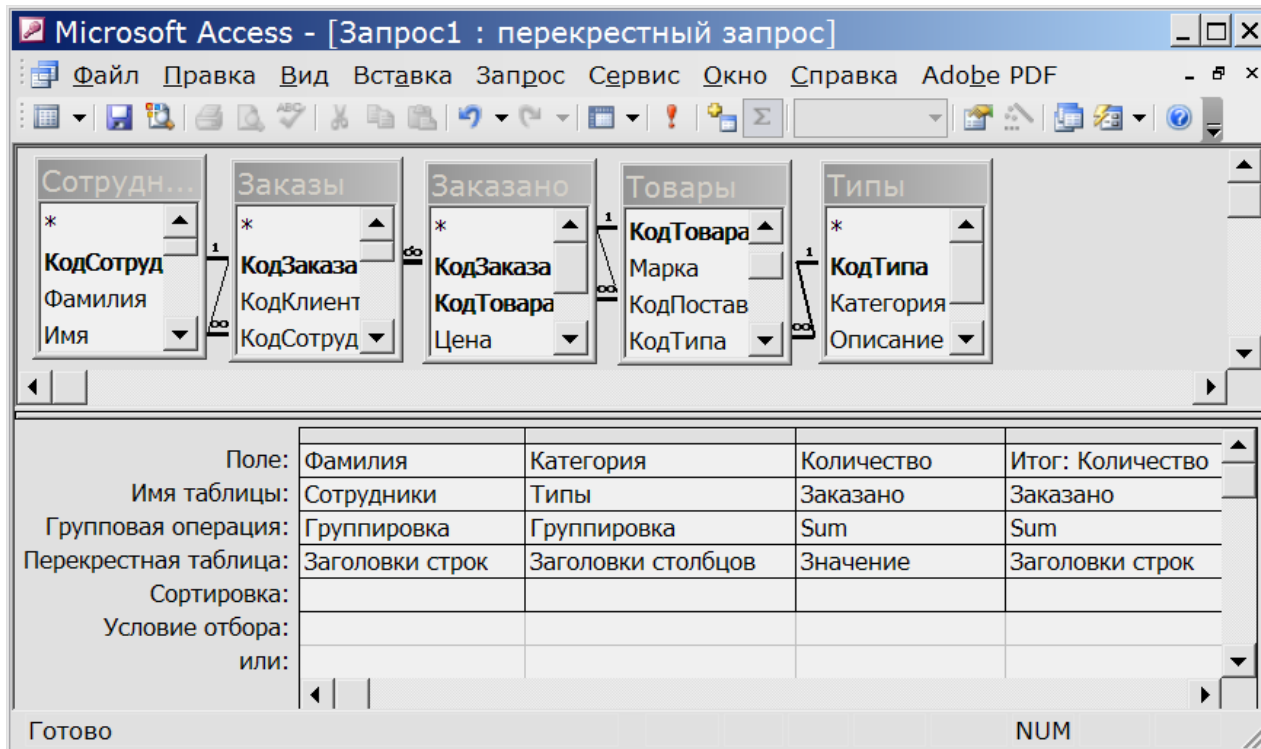 Microsoft Access - [Запрос1 : перекрестный запрос]
Файл Правка Вид Вставка Запрос Сервис Окно Справка Adobe PDF
Сотрудн... Заказы Заказано Товары Типы
* * * КодТовара *
КодСотруд КодЗаказа КодЗаказа Марка КодТипа
Фамилия КодКлиент КодТовара КодПостав Категория
Имя КодСотруд Цена КодТипа Описание
Поле: Фамилия Категория Количество Итог: Количество
Имя таблицы: Сотрудники Типы Заказано Заказано
Групповая операция: Группировка Группировка Sum Sum
Перекрестная таблица: Заголовки строк Заголовки столбцов Значение Заголовки строк
Сортировка:
Условие отбора:
или:
Готово NUM